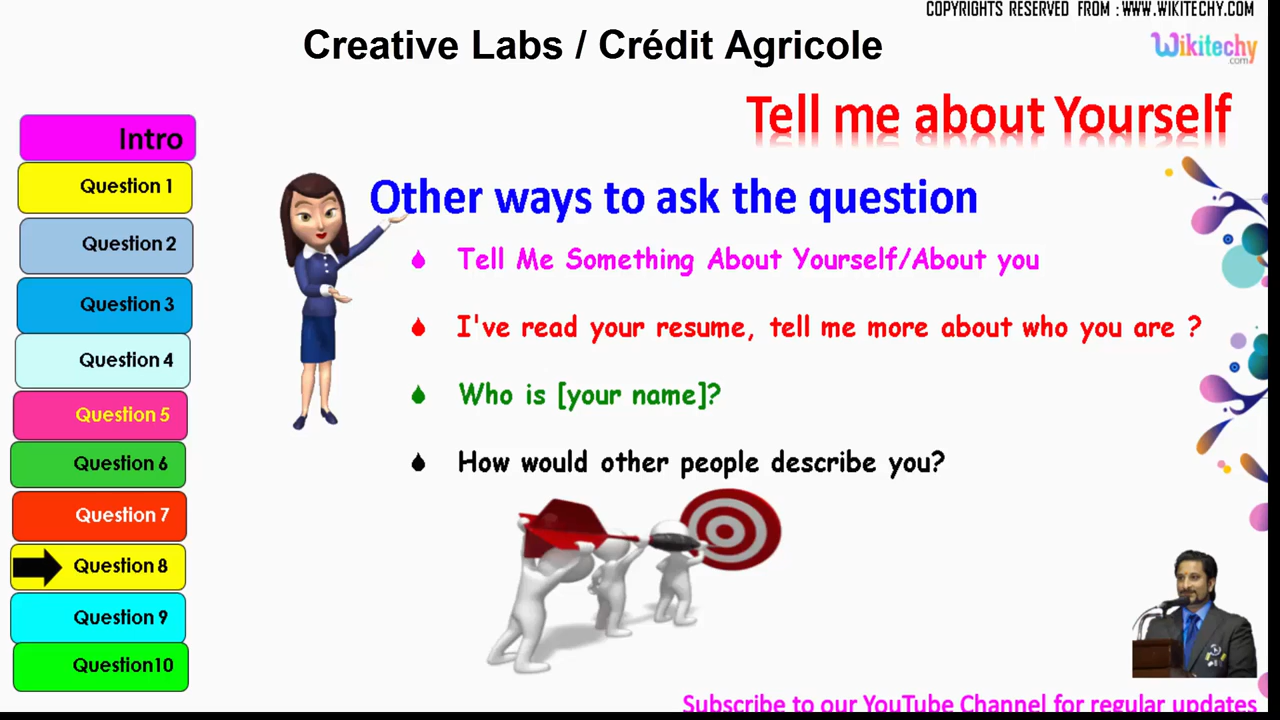 COPYRIGHTS RESERVED FROM : WWW.WIKITECHY.COM
Creative Labs / Crédit Agricole
Wikitechy
.com
Tell me about Yourself
Intro
Question 1
Question 2
Question 3
Question 4
Question 5
Question 6
Question 7
Question 8
Question 9
Question10
Other ways to ask the question
Tell Me Something About Yourself/About you
I've read your resume, tell me more about who you are ?
Who is [your name]?
How would other people describe you?
Subscribe to our YouTube Channel for regular updates